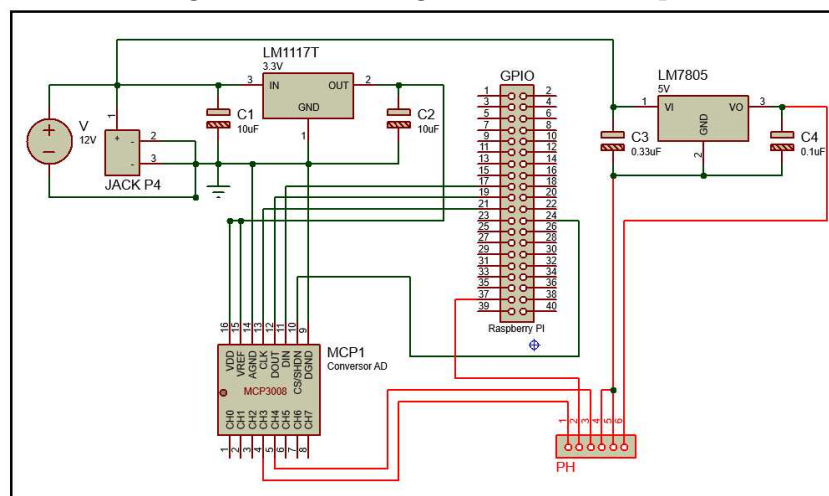 LM1117T
3.3V
3
IN
OUT
2
GND
1
C1
10uF
C2
10uF
V
12V
1
+
-
2
-
3
JACK P4
GPIO
1 2
3 4
5 6
7 8
9 10
11 12
13 14
15 16
17 18
19 20
21 22
23 24
25 26
27 28
29 30
31 32
33 34
35 36
37 38
39 40
Raspberry PI
LM7805
5V
1
VI
VO
3
GND
2
C3
0.33uF
C4
0.1uF
16 15 14 13 12 11 10 9
VDD VREF AGND CLK DOUT DIN CS/SHDN DGND
MCP1
Conversor AD
MCP3008
CH0 CH1 CH2 CH3 CH4 CH5 CH6 CH7
1 2 3 4 5 6 7 8
1 2 3 4 5 6
PH